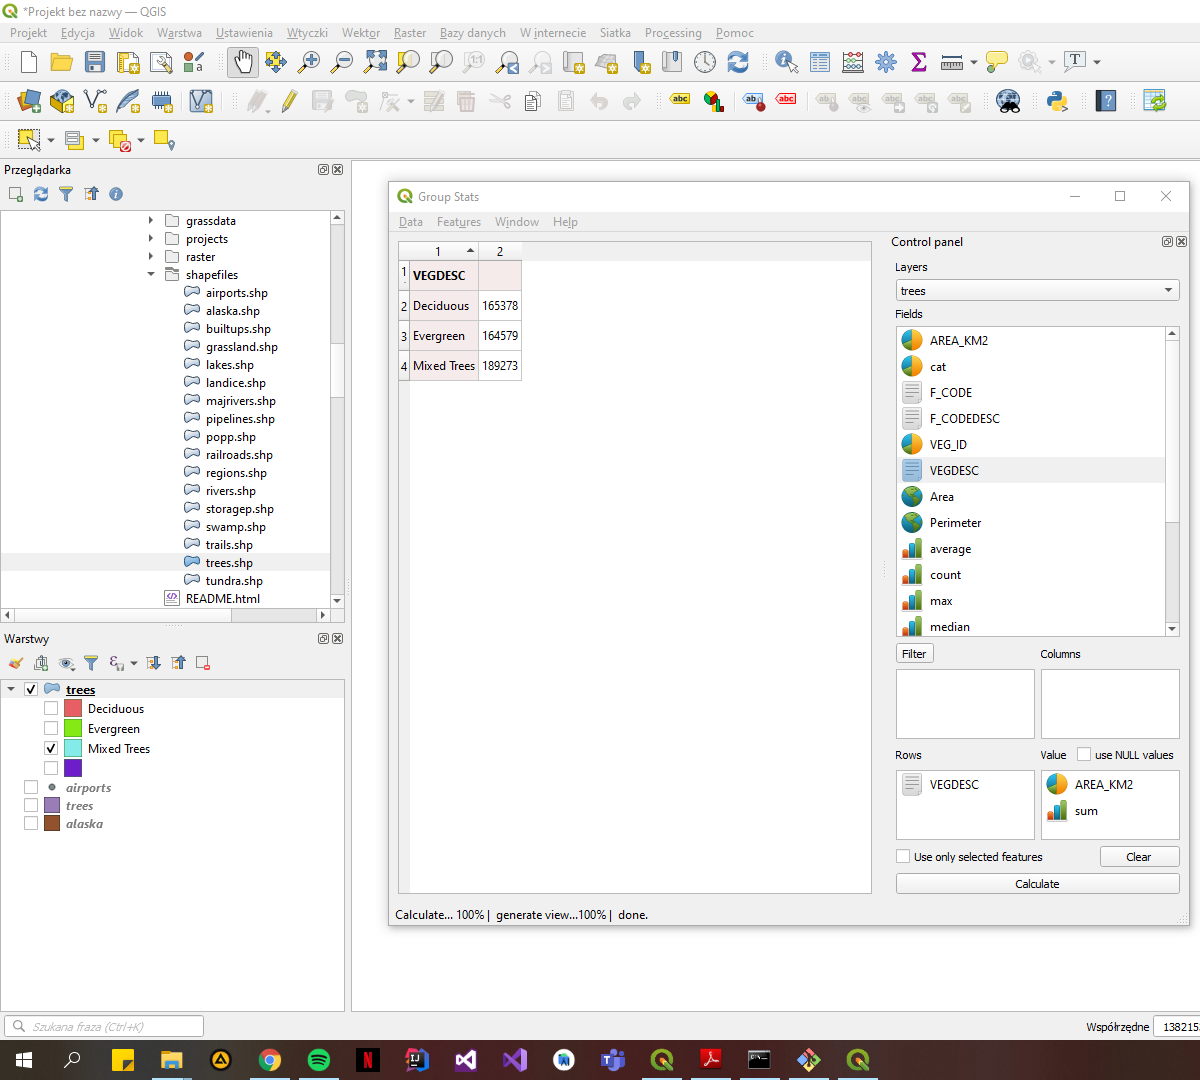 *Projekt bez nazwy — QGIS
Projekt Edycja Widok Warstwa Ustawienia Wtyczki Wektor Raster Bazy danych W internecie Siatka Processing Pomoc
Przeglądarka
grassdata
projects
raster
shapefiles
airports.shp
alaska.shp
builtups.shp
grassland.shp
lakes.shp
landice.shp
majrivers.shp
pipelines.shp
popp.shp
railroads.shp
regions.shp
rivers.shp
storagep.shp
swamp.shp
trails.shp
trees.shp
tundra.shp
README.html
Warstwy
trees
Deciduous
Evergreen
Mixed Trees
airports
trees
alaska
Group Stats
Data Features Window Help
1 2
1 VEGDESC
2 Deciduous 165378
3 Evergreen 164579
4 Mixed Trees 189273
Control panel
Layers
trees
Fields
AREA_KM2
cat
F_CODE
F_CODEDESC
VEG_ID
VEGDESC
Area
Perimeter
average
count
max
median
Filter Columns
Rows Value use NULL values
VEGDESC AREA_KM2
sum
Use only selected features Clear
Calculate
Calculate... 100% | generate view...100% | done.
Szukana fraza (Ctrl+K)
Współrzędne 138215